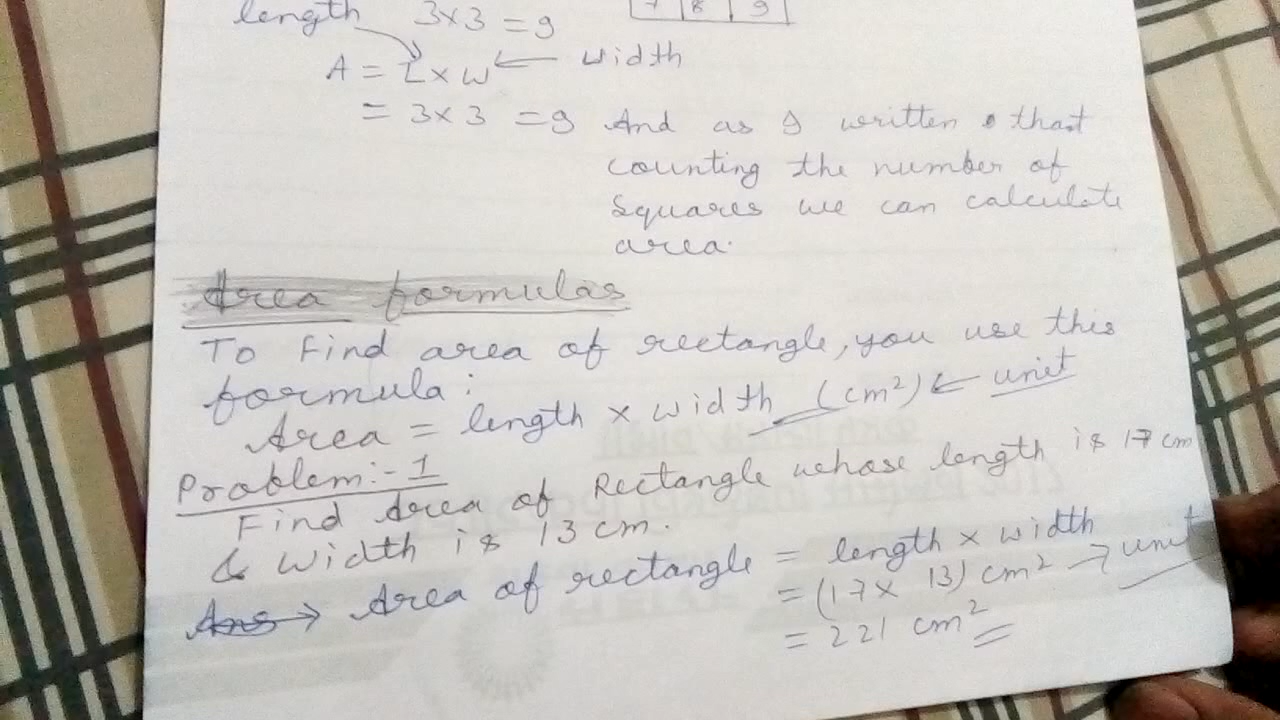 length 3×3 = 9
7 8 9
A = L × W ← width
= 3×3 = 9 And as I written that
counting the number of
squares we can calculate
area.
Area formulas
To Find area of rectangle, you use this
formula:
Area = length × width (cm²) ← unit
Problem:- 1
Find Area of Rectangle whose length is 17 cm
& width is 13 cm.
Ans → Area of rectangle = length × width
= (17 × 13) cm² → unit
= 221 cm²